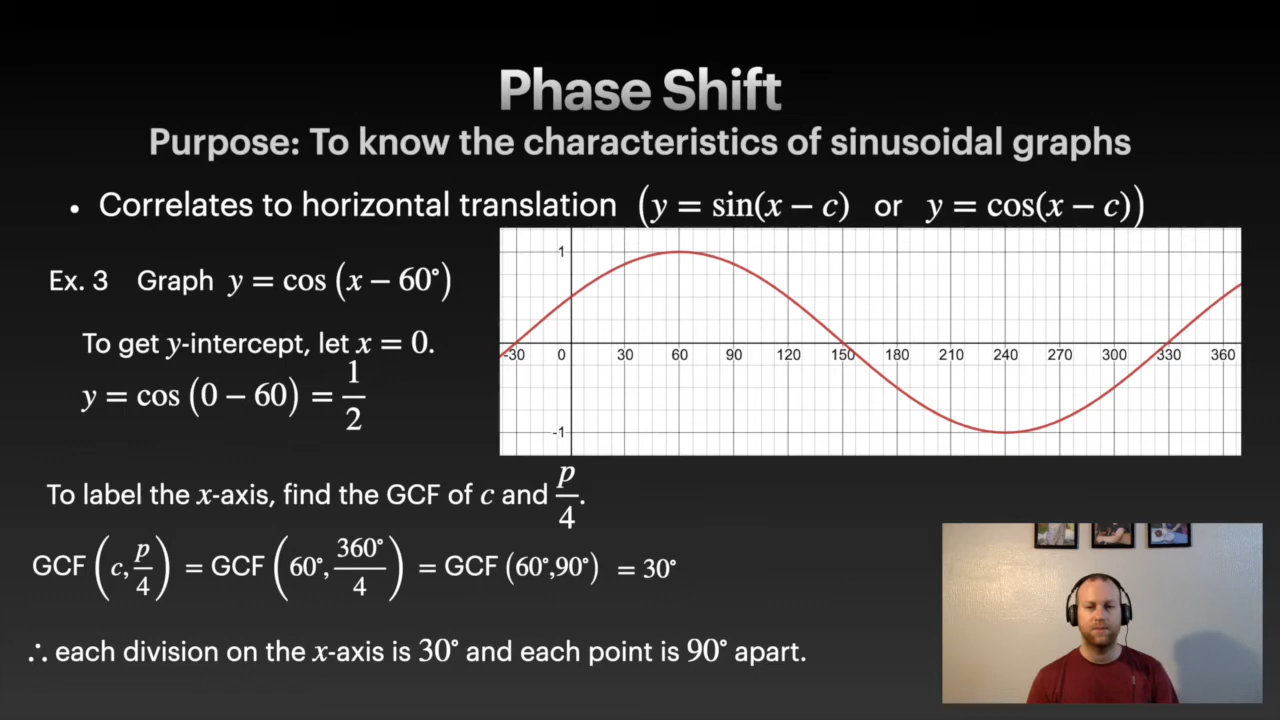 Phase Shift
Purpose: To know the characteristics of sinusoidal graphs
• Correlates to horizontal translation (y = sin(x − c) or y = cos(x − c))
Ex. 3 Graph y = cos (x − 60°)
To get y-intercept, let x = 0.
y = cos (0 − 60) = 1/2
1
-30 0 30 60 90 120 150 180 210 240 270 300 330 360
-1
To label the x-axis, find the GCF of c and p/4.
GCF (c, p/4) = GCF (60°, 360°/4) = GCF (60°,90°) = 30°
∴ each division on the x-axis is 30° and each point is 90° apart.